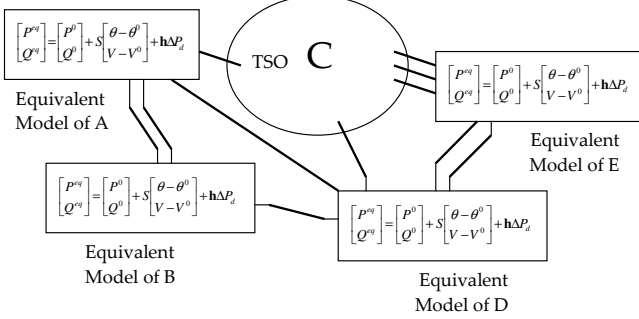 [P^eq Q^eq] = [P^0 Q^0] + S[θ−θ^0 V−V^0] + hΔP_d
Equivalent
Model of A
TSO C
[P^eq Q^eq] = [P^0 Q^0] + S[θ−θ^0 V−V^0] + hΔP_d
Equivalent
Model of E
[P^eq Q^eq] = [P^0 Q^0] + S[θ−θ^0 V−V^0] + hΔP_d
Equivalent
Model of B
[P^eq Q^eq] = [P^0 Q^0] + S[θ−θ^0 V−V^0] + hΔP_d
Equivalent
Model of D